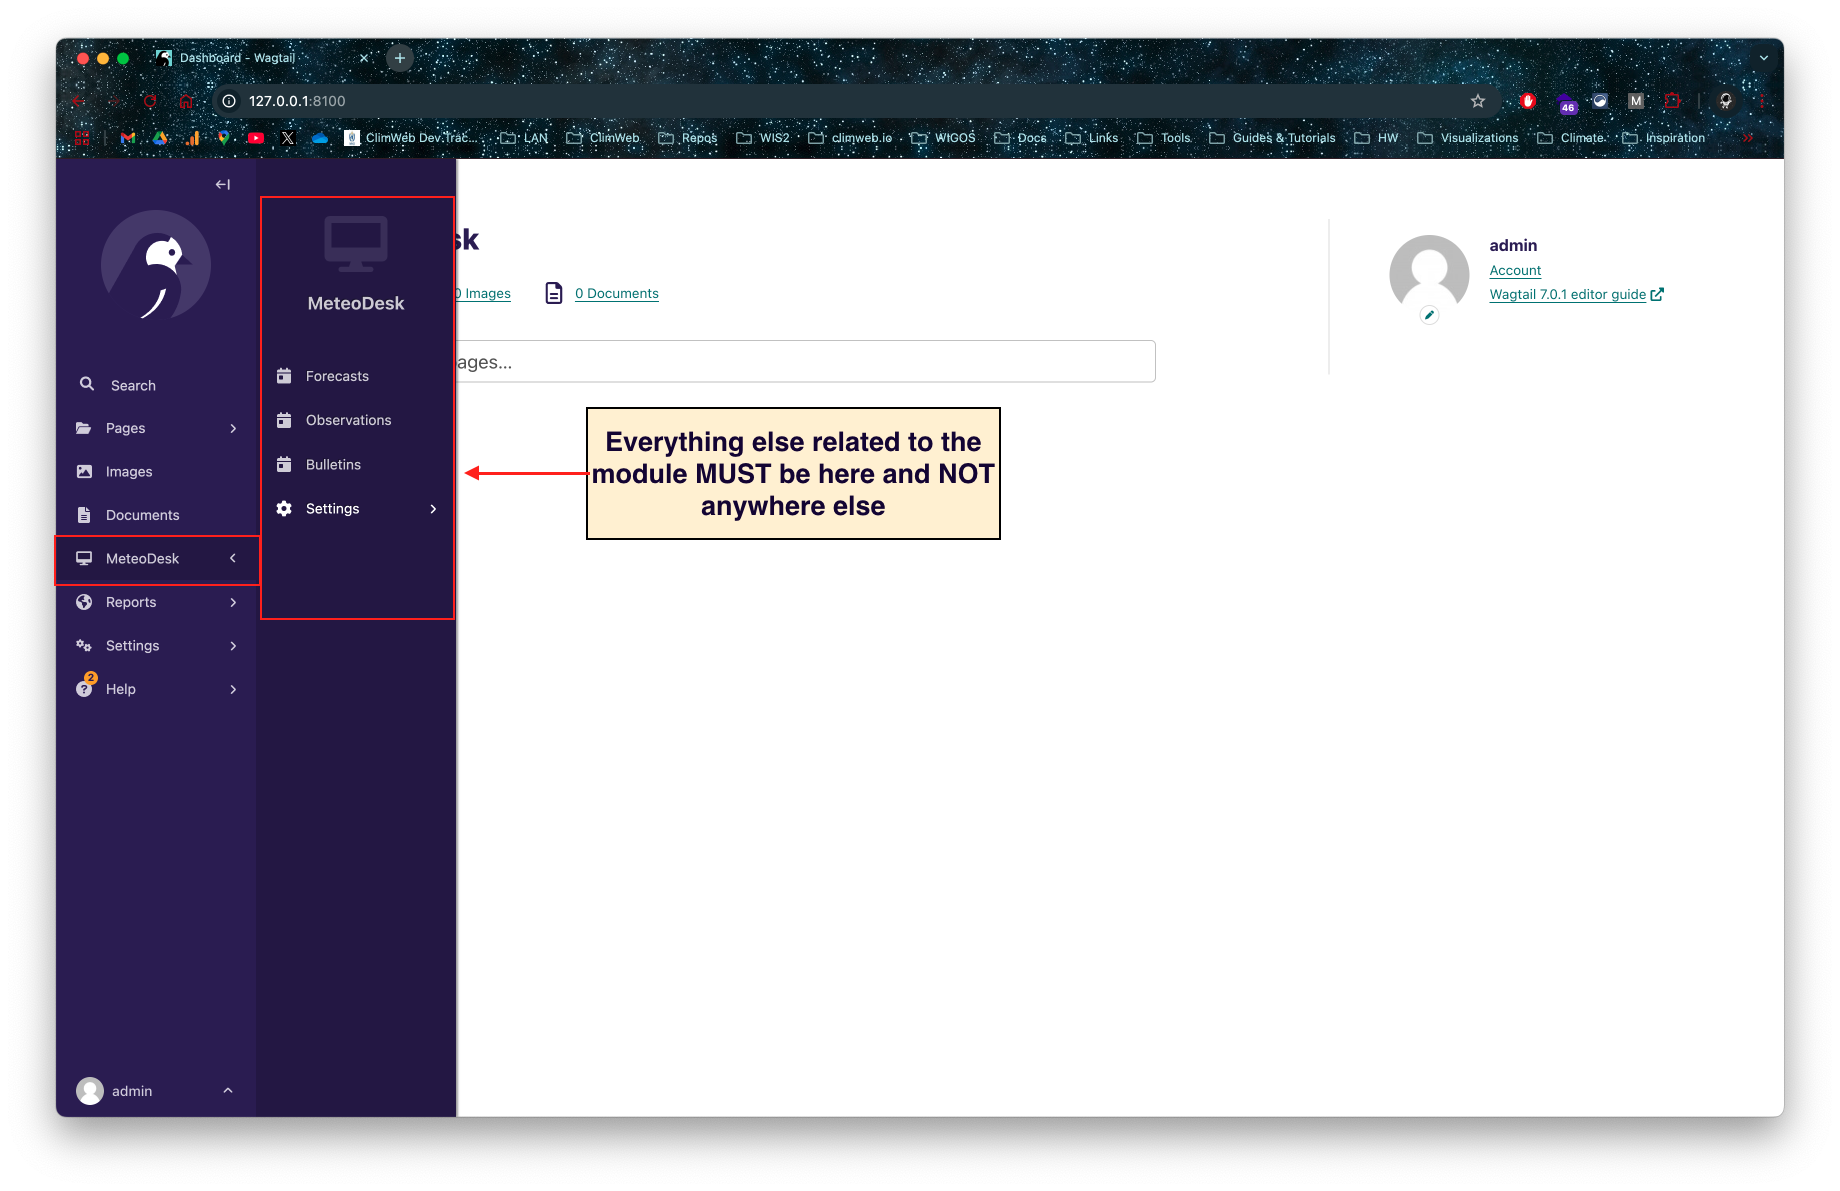 Dashboard - Wagtail
127.0.0.1:8100
46
M
ClimWeb Dev Trac...
LAN
ClimWeb
Repos
WIS2
climweb.io
WIGOS
Docs
Links
Tools
Guides & Tutorials
HW
Visualizations
Climate
Inspiration
Search
Pages
Images
Documents
MeteoDesk
Reports
Settings
2
Help
admin
MeteoDesk
Forecasts
Observations
Bulletins
Settings
sk
0 Images
0 Documents
ages...
Everything else related to the
module MUST be here and NOT
anywhere else
admin
Account
Wagtail 7.0.1 editor guide